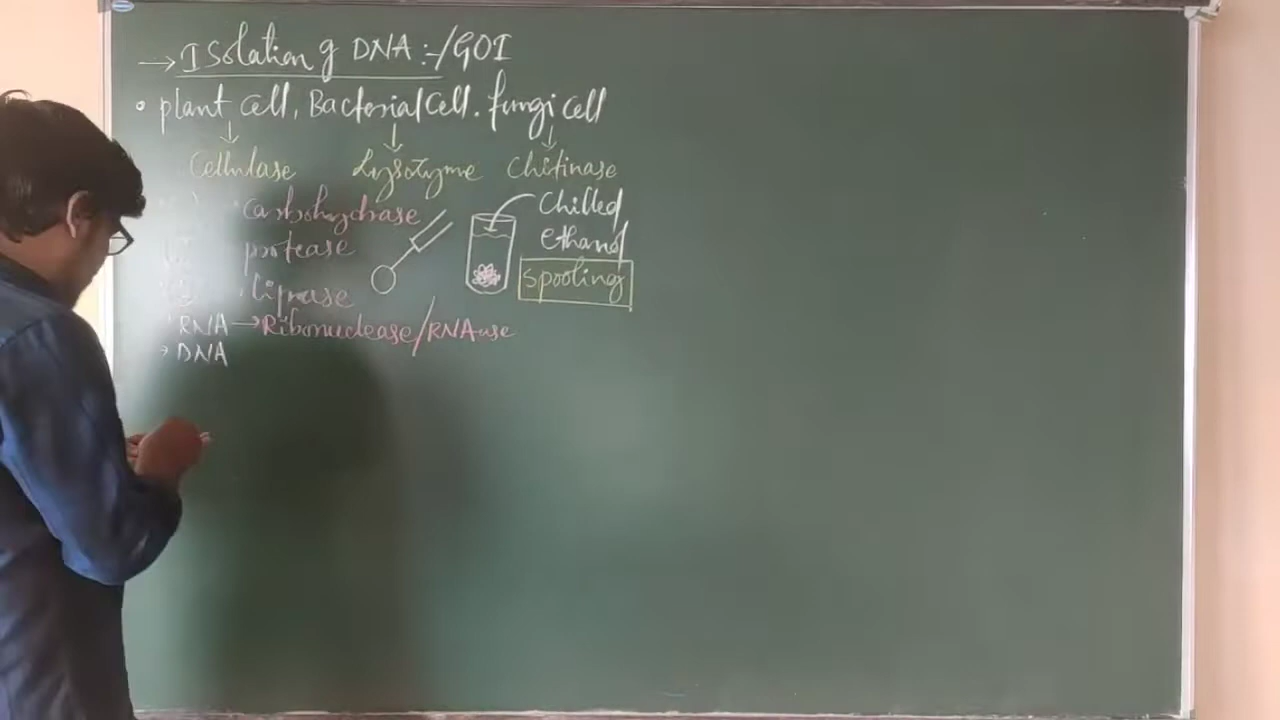 → Isolation of DNA :-/GOI
• plant cell, Bacterial Cell. fungi cell
↓ ↓ ↓
Cellulase Lysozyme Chitinase
carbohydrase
protease
liprase
RNA → Ribonuclease/RNAase
→ DNA
Chilled
ethanol
Spooling